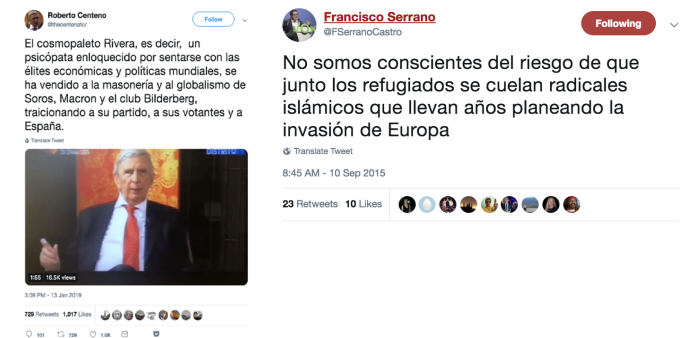 Roberto Centeno
@thecentenator
Follow
El cosmopaleto Rivera, es decir, un
psicópata enloquecido por sentarse con las
élites económicas y políticas mundiales, se
ha vendido a la masonería y al globalismo de
Soros, Macron y el club Bilderberg,
traicionando a su partido, a sus votantes y a
España.
Translate Tweet
DISTRITO
1:55 16.5K views
3:08 PM - 13 Jan 2019
729 Retweets 1,017 Likes
101 729 1.0K
Francisco Serrano
@FSerranoCastro
Following
No somos conscientes del riesgo de que
junto los refugiados se cuelan radicales
islámicos que llevan años planeando la
invasión de Europa
Translate Tweet
8:45 AM - 10 Sep 2015
23 Retweets 10 Likes